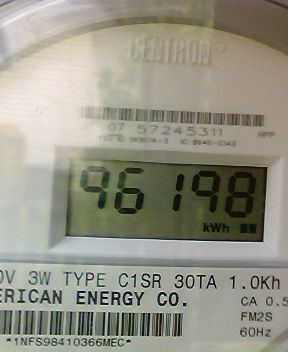 CENTRON
07 57245311
96198
kWh
0V 3W TYPE C1SR 30TA 1.0Kh
ERICAN ENERGY CO.
CA 0.5
FM2S
60Hz
*1NFS98410366MEC*